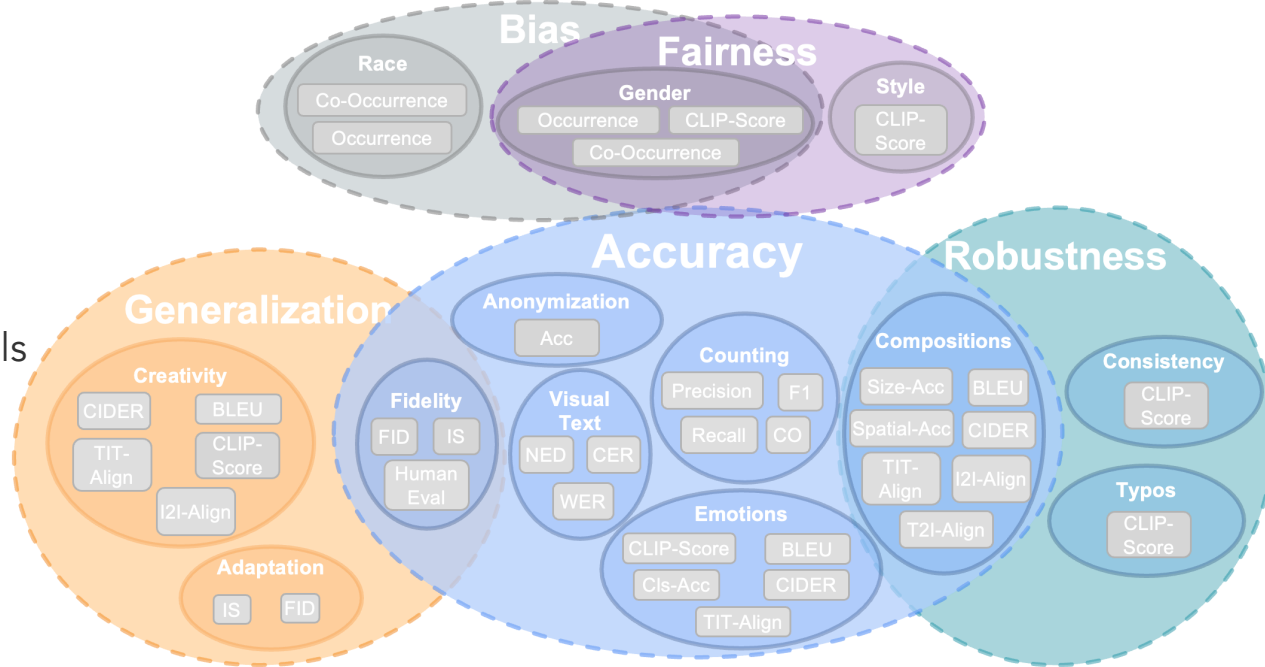 Bias
Fairness
Race
Co-Occurrence
Occurrence
Gender
Occurrence
CLIP-Score
Co-Occurrence
Style
CLIP-
Score
Generalization
Creativity
CIDER
BLEU
TIT-
Align
CLIP-
Score
I2I-Align
Adaptation
IS
FID
ls
Accuracy
Fidelity
FID
IS
Human
Eval
Anonymization
Acc
Visual
Text
NED
CER
WER
Counting
Precision
F1
Recall
CO
Emotions
CLIP-Score
BLEU
Cls-Acc
CIDER
TIT-Align
Robustness
Compositions
Size-Acc
BLEU
Spatial-Acc
CIDER
TIT-
Align
I2I-Align
T2I-Align
Consistency
CLIP-
Score
Typos
CLIP-
Score